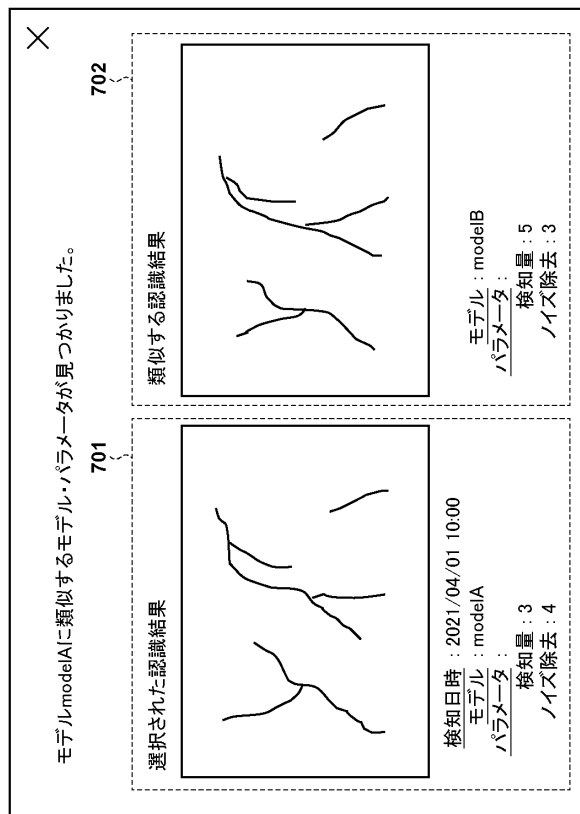 モデルmodelAに類似するモデル・パラメータが見つかりました。
701
選択された認識結果
検知日時：2021/04/01 10:00
モデル：modelA
パラメータ：
検知量：3
ノイズ除去：4
702
類似する認識結果
モデル：modelB
パラメータ：
検知量：5
ノイズ除去：3